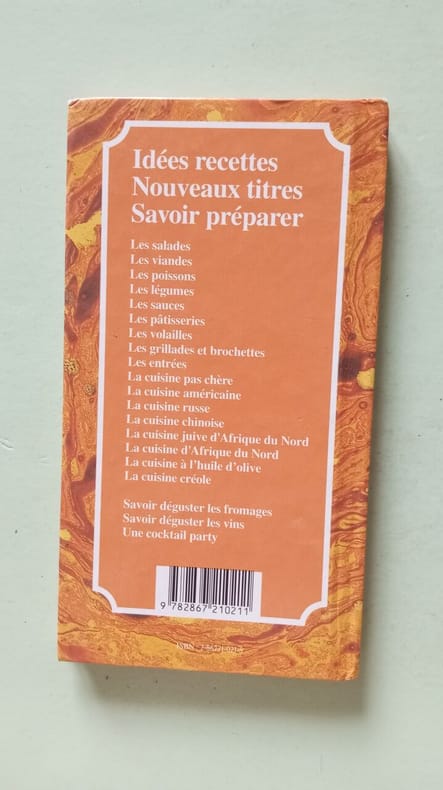 Idées recettes
Nouveaux titres
Savoir préparer
Les salades
Les viandes
Les poissons
Les légumes
Les sauces
Les pâtisseries
Les volailles
Les grillades et brochettes
Les entrées
La cuisine pas chère
La cuisine américaine
La cuisine russe
La cuisine chinoise
La cuisine juive d'Afrique du Nord
La cuisine d'Afrique du Nord
La cuisine à l'huile d'olive
La cuisine créole
Savoir déguster les fromages
Savoir déguster les vins
Une cocktail party
9 782867 210211
ISBN